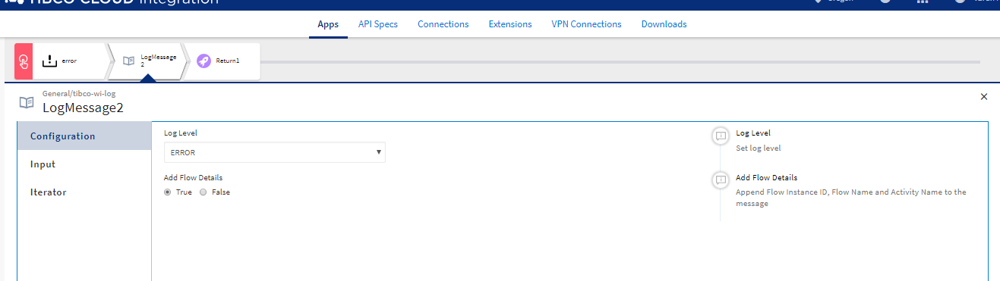 TIBCO CLOUD Integration
Oregon
Apps API Specs Connections Extensions VPN Connections Downloads
error
LogMessage
2
Return1
General/tibco-wi-log
LogMessage2
Configuration
Input
Iterator
Log Level
ERROR
Add Flow Details
True False
Log Level
Set log level
Add Flow Details
Append Flow Instance ID, Flow Name and Activity Name to the
message